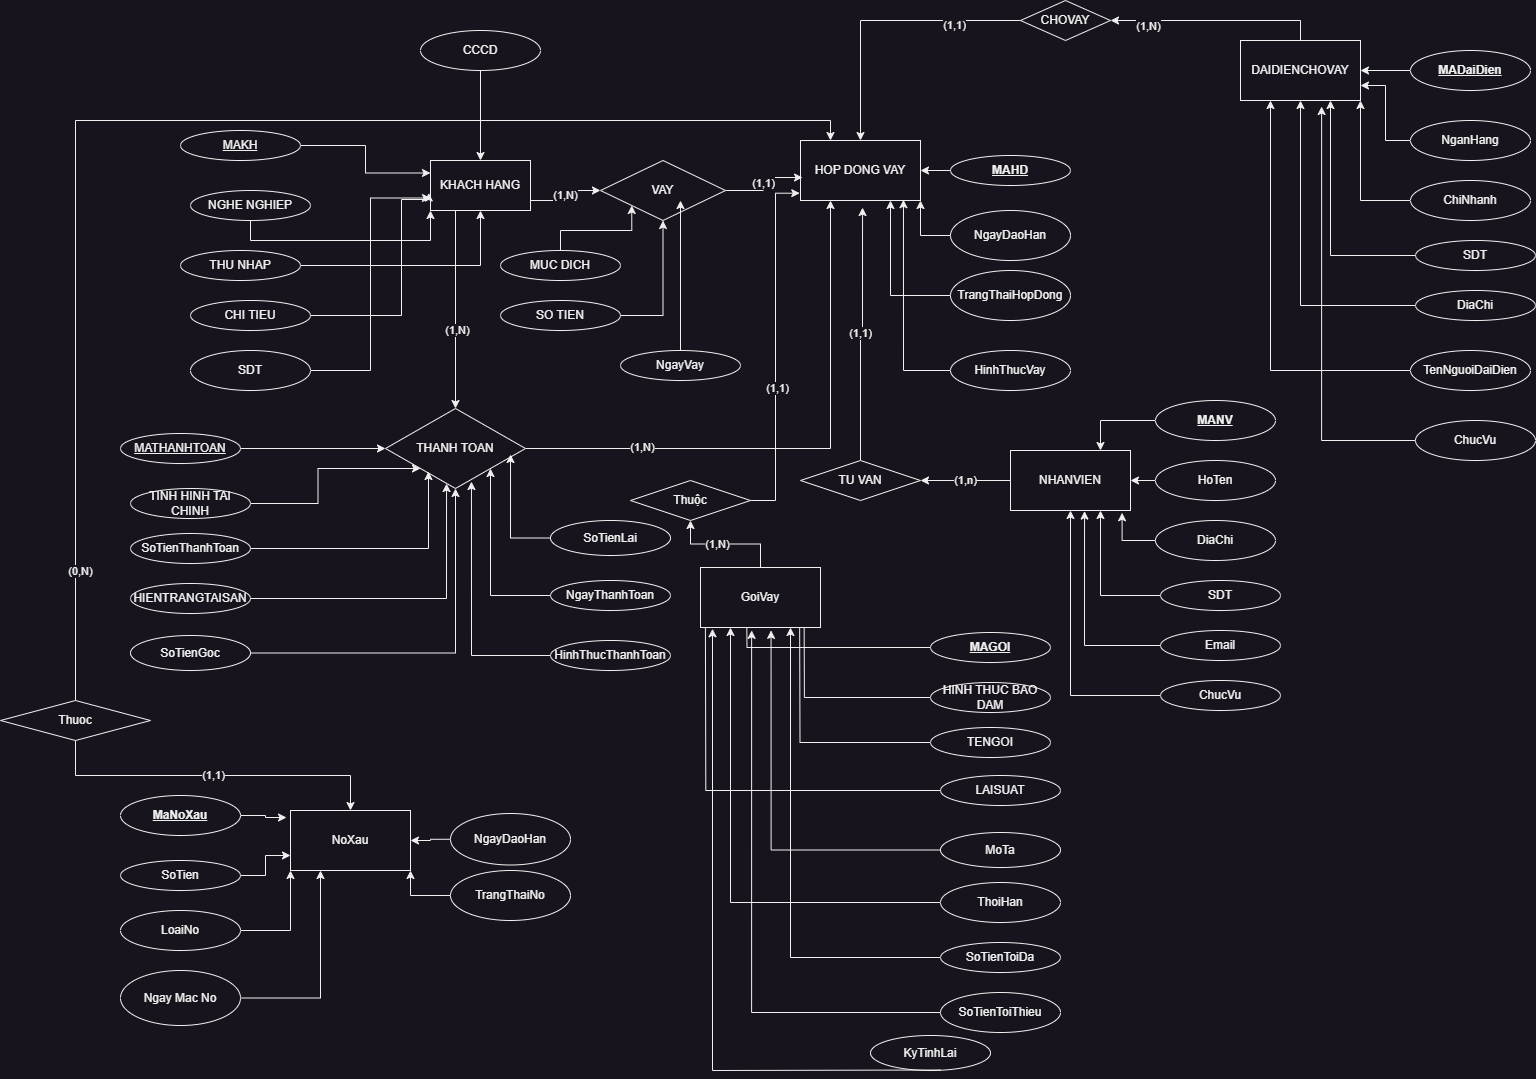 CHOVAY
(1,1)
(1,N)
CCCD
DAIDIENCHOVAY
MADaiDien
NganHang
MAKH
KHACH HANG
(1,N)
VAY
(1,1)
HOP DONG VAY
MAHD
NGHE NGHIEP
ChiNhanh
NgayDaoHan
THU NHAP
MUC DICH
SDT
TrangThaiHopDong
CHI TIEU
SO TIEN
DiaChi
(1,N)
(1,1)
SDT
NgayVay
HinhThucVay
TenNguoiDaiDien
(1,1)
MANV
ChucVu
MATHANHTOAN
THANH TOAN
(1,N)
TINH HINH TAI
CHINH
Thuộc
TU VAN
(1,n)
NHANVIEN
HoTen
SoTienThanhToan
SoTienLai
(1,N)
DiaChi
(0,N)
HIENTRANGTAISAN
NgayThanhToan
GoiVay
SDT
SoTienGoc
HinhThucThanhToan
MAGOI
Email
HINH THUC BAO
DAM
ChucVu
Thuoc
TENGOI
(1,1)
LAISUAT
MaNoXau
NoXau
NgayDaoHan
MoTa
SoTien
TrangThaiNo
ThoiHan
LoaiNo
SoTienToiDa
Ngay Mac No
SoTienToiThieu
KyTinhLai